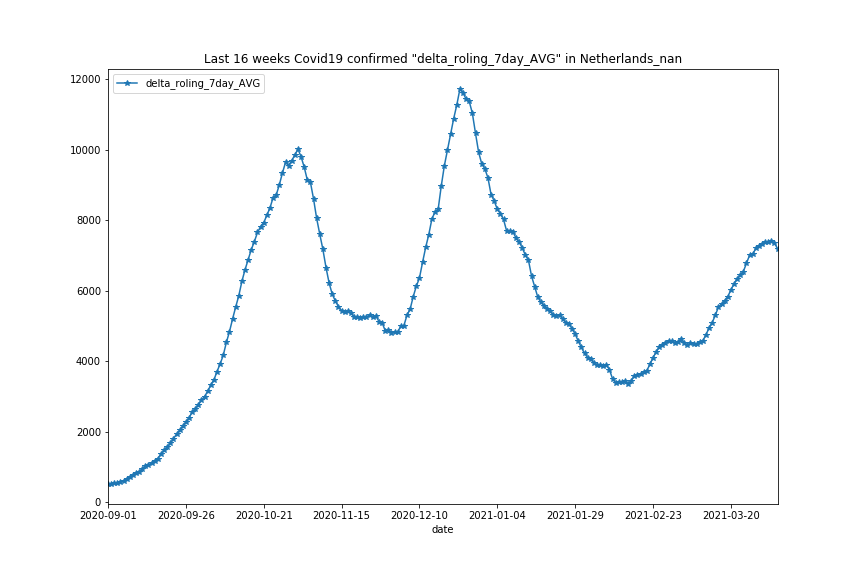 Last 16 weeks Covid19 confirmed "delta_roling_7day_AVG" in Netherlands_nan
delta_roling_7day_AVG
12000
10000
8000
6000
4000
2000
0
2020-09-01 2020-09-26 2020-10-21 2020-11-15 2020-12-10 2021-01-04 2021-01-29 2021-02-23 2021-03-20
date